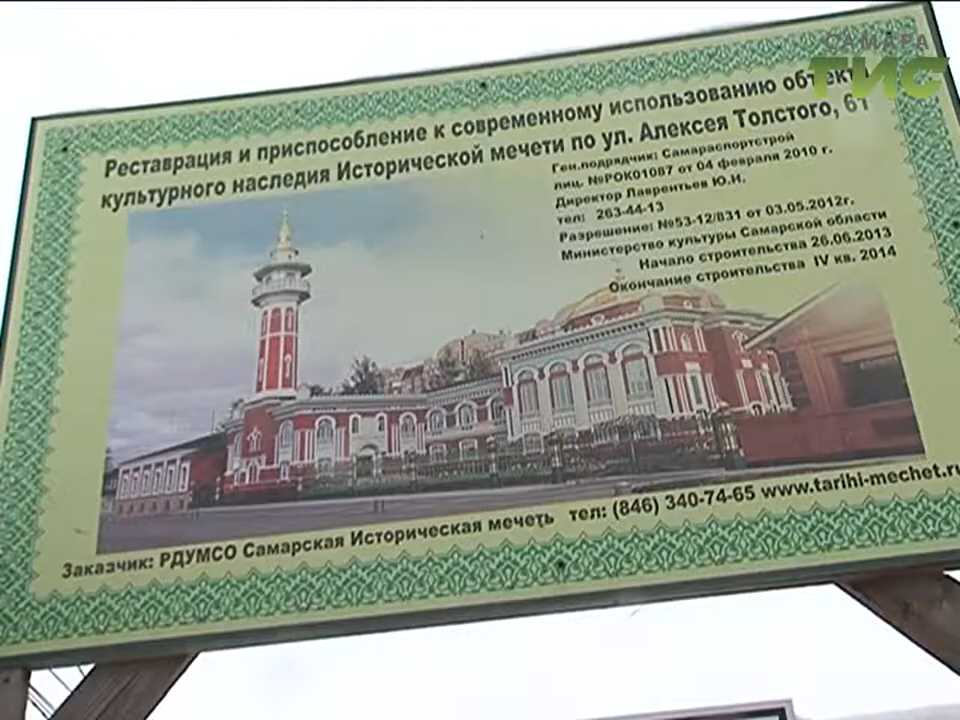 САМАРА
ГИС
Реставрация и приспособление к современному использованию объекта
культурного наследия Исторической мечети по ул. Алексея Толстого, 61
Ген.подрядчик: Самараспортстрой
лиц. №РОК01087 от 04 февраля 2010 г.
Директор Лаврентьев Ю.Н.
тел: 263-44-13
Разрешение: №53-12/831 от 03.05.2012г.
Министерство культуры Самарской области
Начало строительства 26.06.2013
Окончание строительства IV кв. 2014
Заказчик: РДУМСО Самарская Историческая мечеть тел: (846) 340-74-65 www.tarihi-mechet.ru